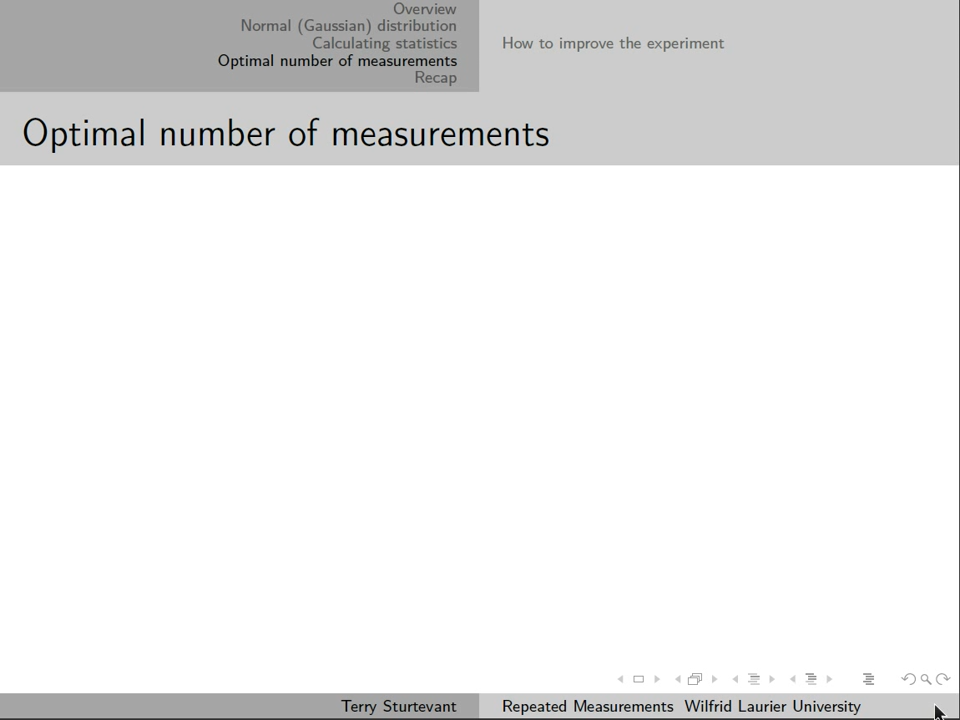 Overview
Normal (Gaussian) distribution
Calculating statistics
Optimal number of measurements
Recap
How to improve the experiment
Optimal number of measurements
Terry Sturtevant
Repeated Measurements Wilfrid Laurier University